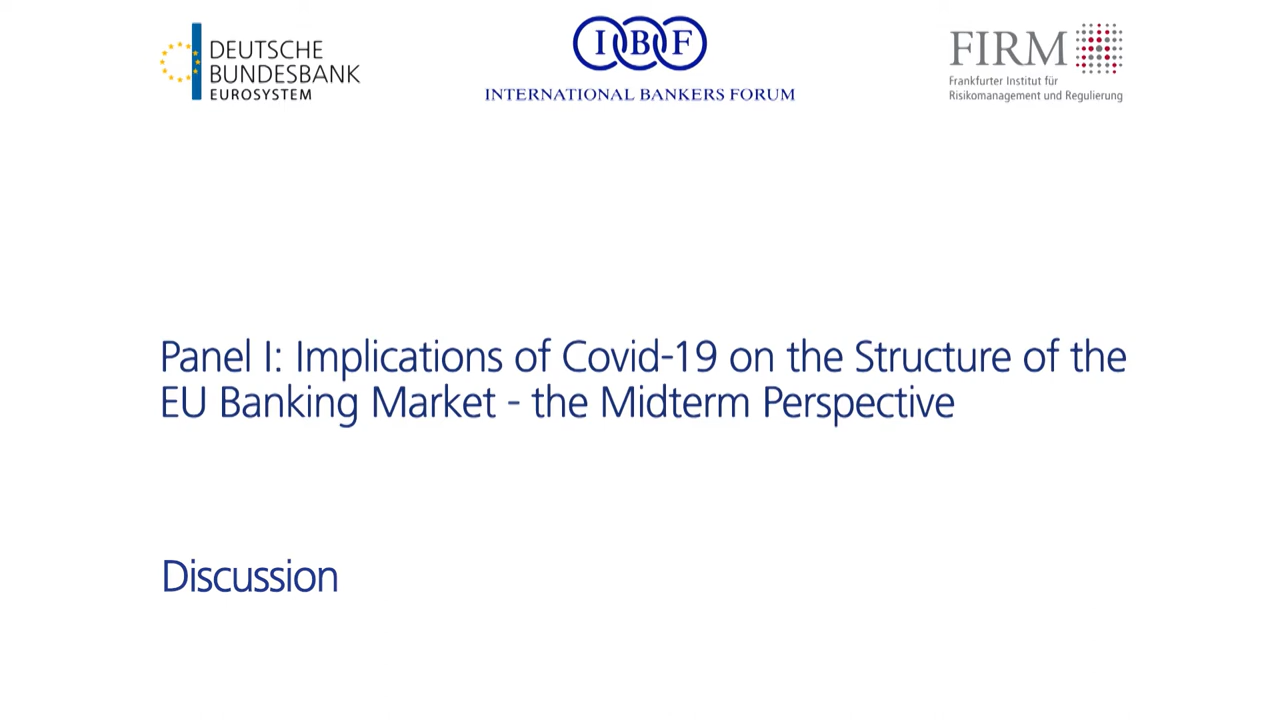 DEUTSCHE
BUNDESBANK
EUROSYSTEM
IBF
INTERNATIONAL BANKERS FORUM
FIRM
Frankfurter Institut für
Risikomanagement und Regulierung
Panel I: Implications of Covid-19 on the Structure of the
EU Banking Market - the Midterm Perspective
Discussion